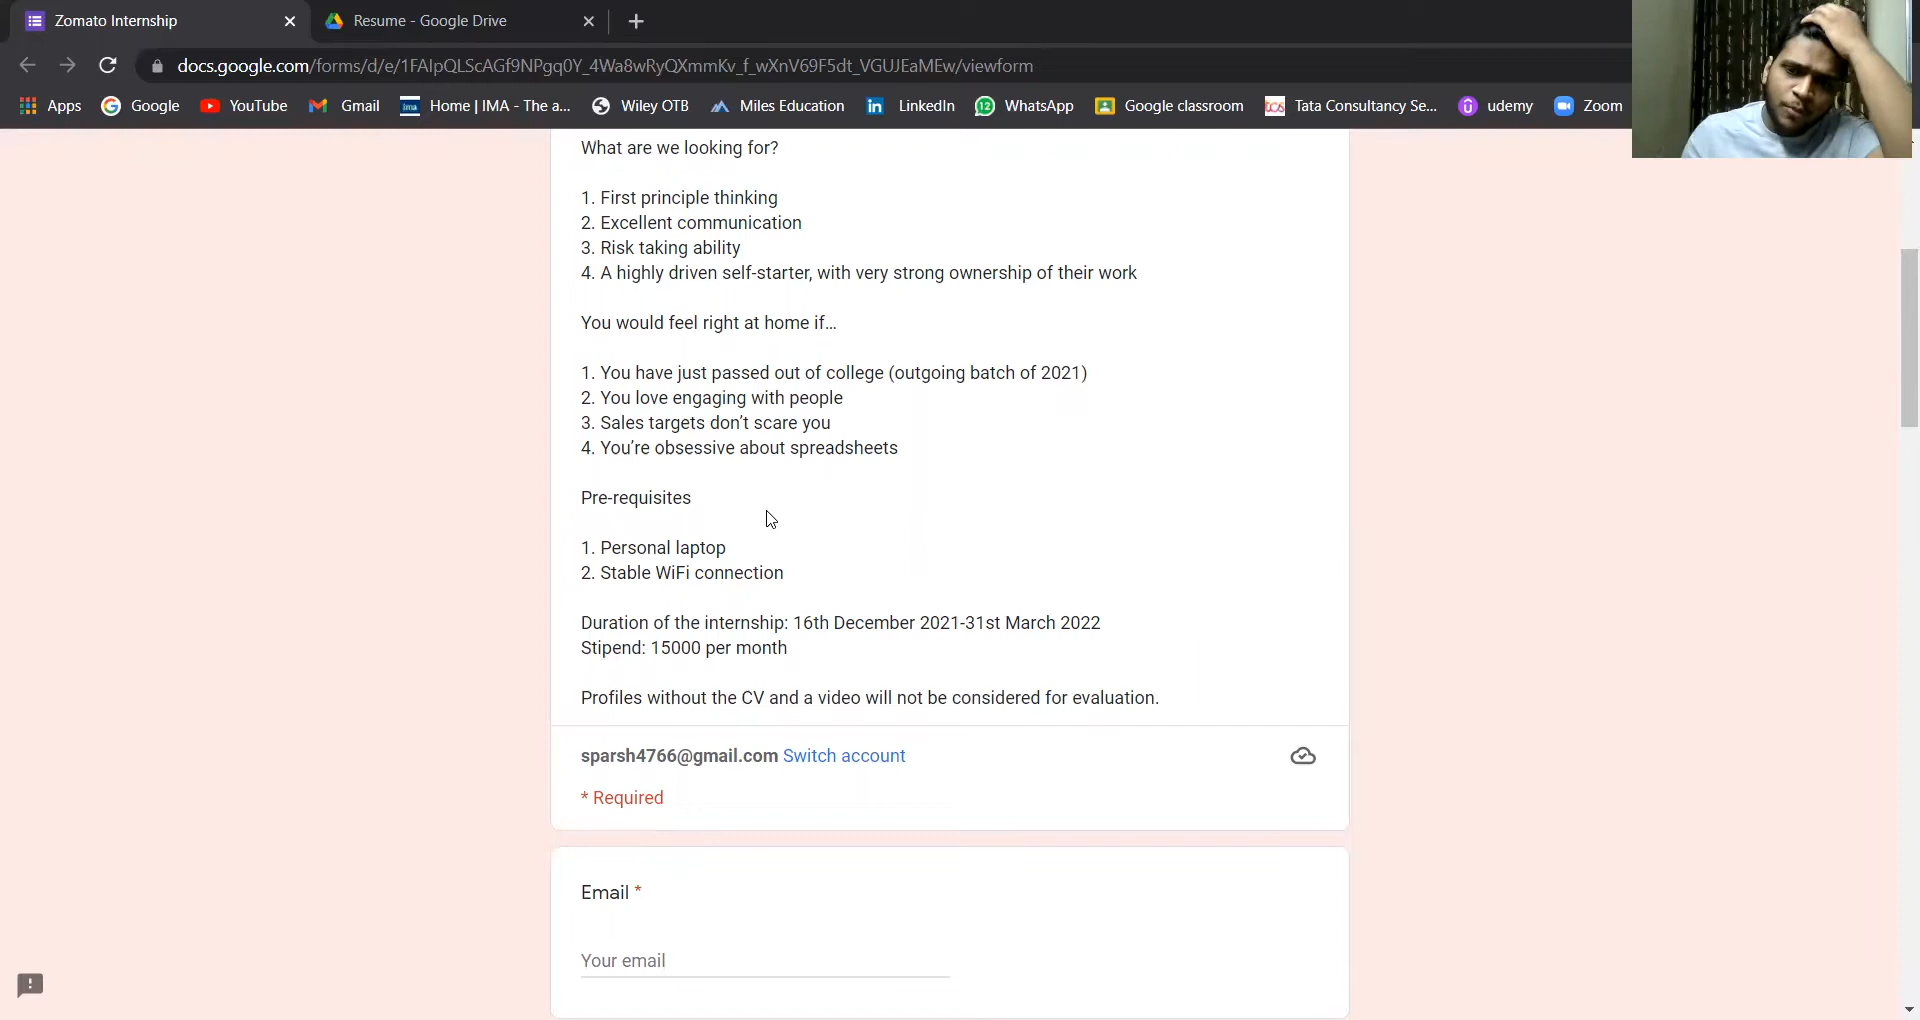 Zomato Internship
Resume - Google Drive
docs.google.com/forms/d/e/1FAIpQLScAGf9NPgq0Y_4Wa8wRyQXmmKv_f_wXnV69F5dt_VGUJEaMEw/viewform
Apps
Google
YouTube
Gmail
Home | IMA - The a...
Wiley OTB
Miles Education
LinkedIn
12
WhatsApp
Google classroom
Tata Consultancy Se...
udemy
Zoom
What are we looking for?
1. First principle thinking
2. Excellent communication
3. Risk taking ability
4. A highly driven self-starter, with very strong ownership of their work
You would feel right at home if…
1. You have just passed out of college (outgoing batch of 2021)
2. You love engaging with people
3. Sales targets don’t scare you
4. You’re obsessive about spreadsheets
Pre-requisites
1. Personal laptop
2. Stable WiFi connection
Duration of the internship: 16th December 2021-31st March 2022
Stipend: 15000 per month
Profiles without the CV and a video will not be considered for evaluation.
sparsh4766@gmail.com Switch account
* Required
Email *
Your email